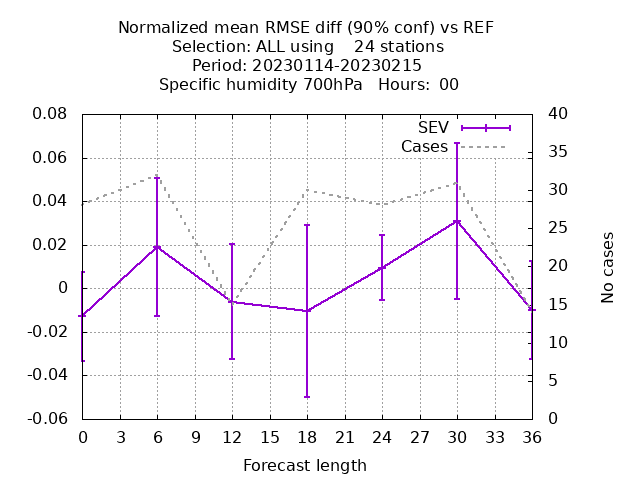 Normalized mean RMSE diff (90% conf) vs REF
Selection: ALL using    24 stations
Period: 20230114-20230215
Specific humidity 700hPa   Hours:  00
SEV
Cases
0.08
0.06
0.04
0.02
0
-0.02
-0.04
-0.06
40
35
30
25
20
15
10
5
0
No cases
0 3 6 9 12 15 18 21 24 27 30 33 36
Forecast length